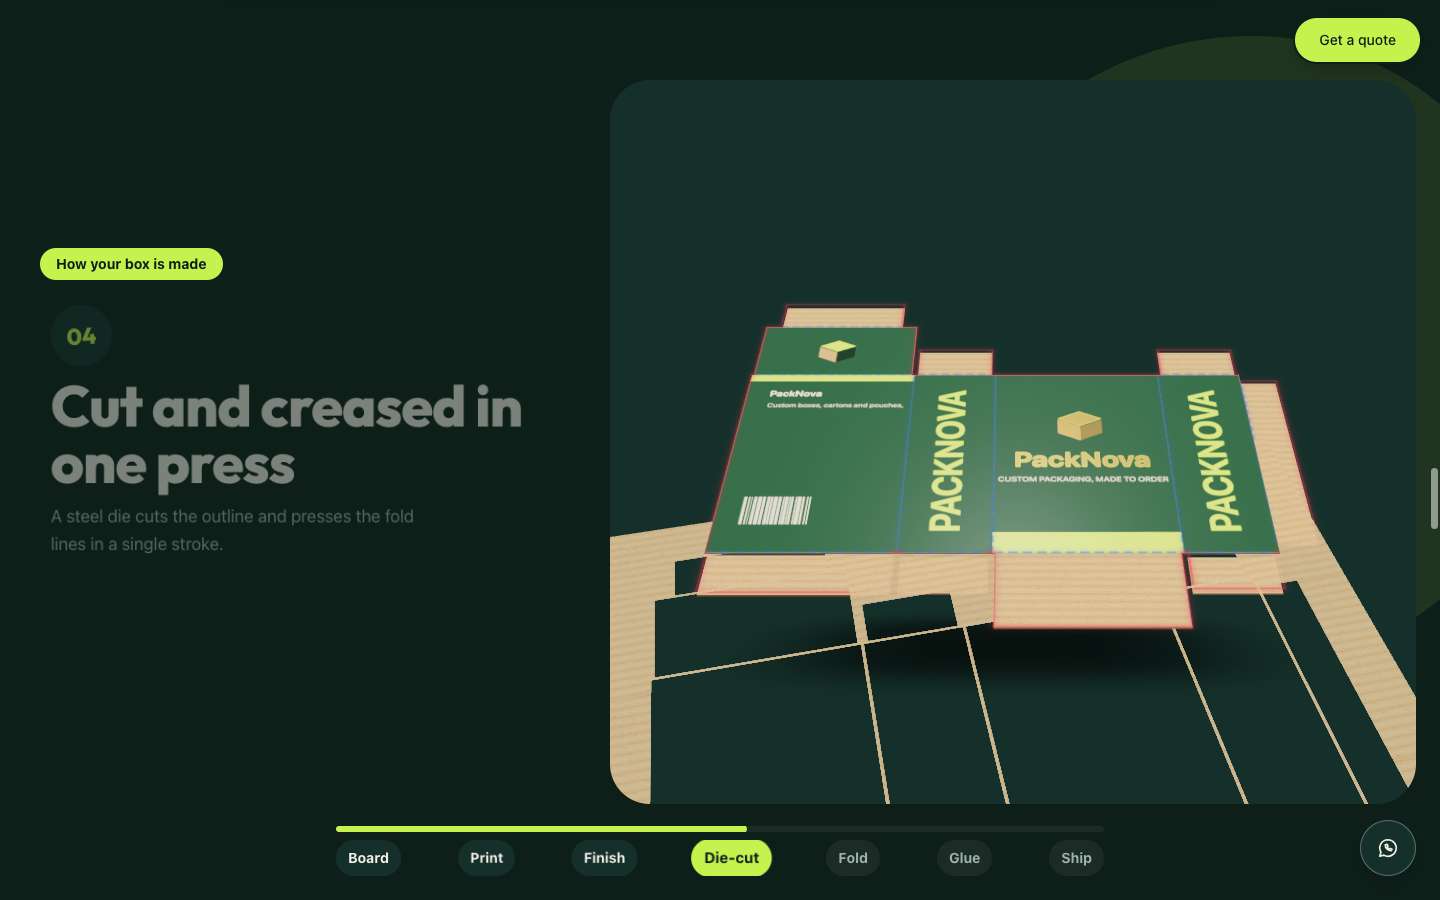 Get a quote
How your box is made
04
Cut and creased in
one press
A steel die cuts the outline and presses the fold
lines in a single stroke.
PackNova
Custom boxes, cartons and pouches,
PACKNOVA
PackNova
CUSTOM PACKAGING, MADE TO ORDER
PACKNOVA
Board
Print
Finish
Die-cut
Fold
Glue
Ship